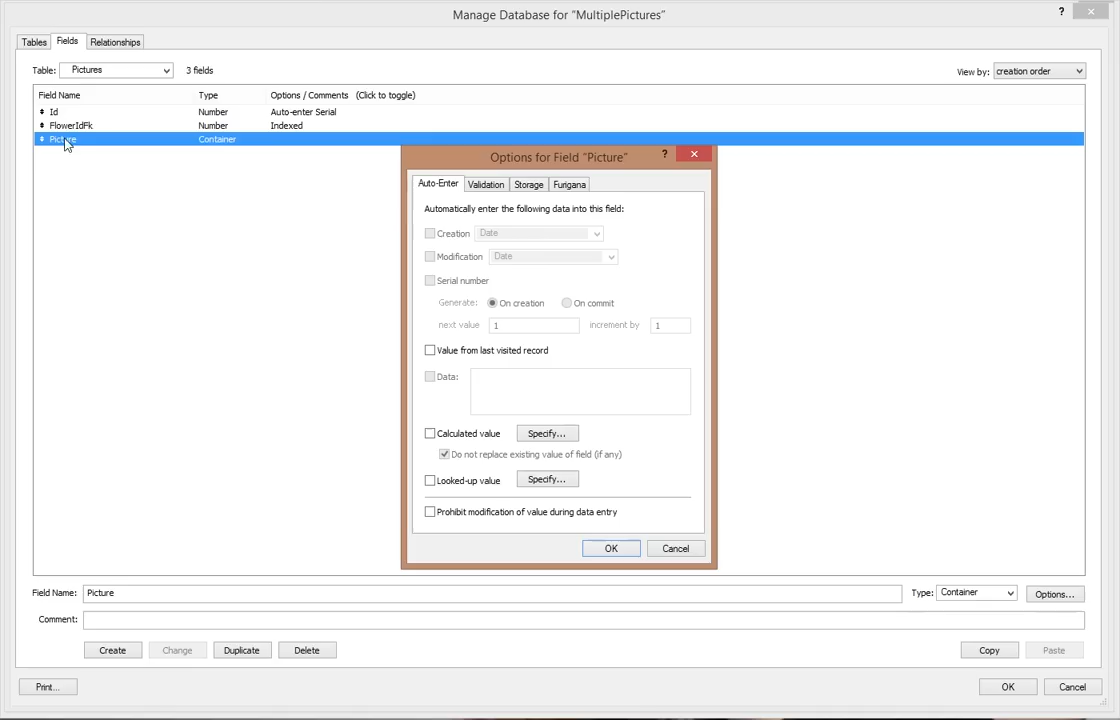 Manage Database for “MultiplePictures”
?
Tables Fields Relationships
Table: Pictures 3 fields View by: creation order
Field Name Type Options / Comments (Click to toggle)
Id Number Auto-enter Serial
FlowerIdFk Number Indexed
Picture Container
Options for Field “Picture” ?
Auto-Enter Validation Storage Furigana
Automatically enter the following data into this field:
Creation Date
Modification Date
Serial number
Generate: On creation On commit
next value 1 increment by 1
Value from last visited record
Data:
Calculated value Specify...
Do not replace existing value of field (if any)
Looked-up value Specify...
Prohibit modification of value during data entry
OK Cancel
Field Name: Picture Type: Container Options...
Comment:
Create Change Duplicate Delete Copy Paste
Print... OK Cancel